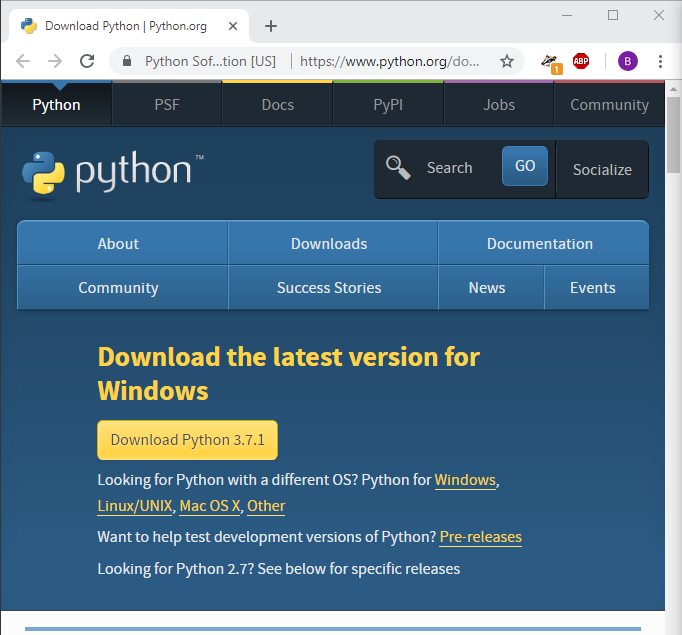 Download Python | Python.org
Python Sof...tion [US] https://www.python.org/do...
1 ABP B
Python PSF Docs PyPI Jobs Community
python™ Search GO Socialize
About Downloads Documentation
Community Success Stories News Events
Download the latest version for
Windows
Download Python 3.7.1
Looking for Python with a different OS? Python for Windows,
Linux/UNIX, Mac OS X, Other
Want to help test development versions of Python? Pre-releases
Looking for Python 2.7? See below for specific releases